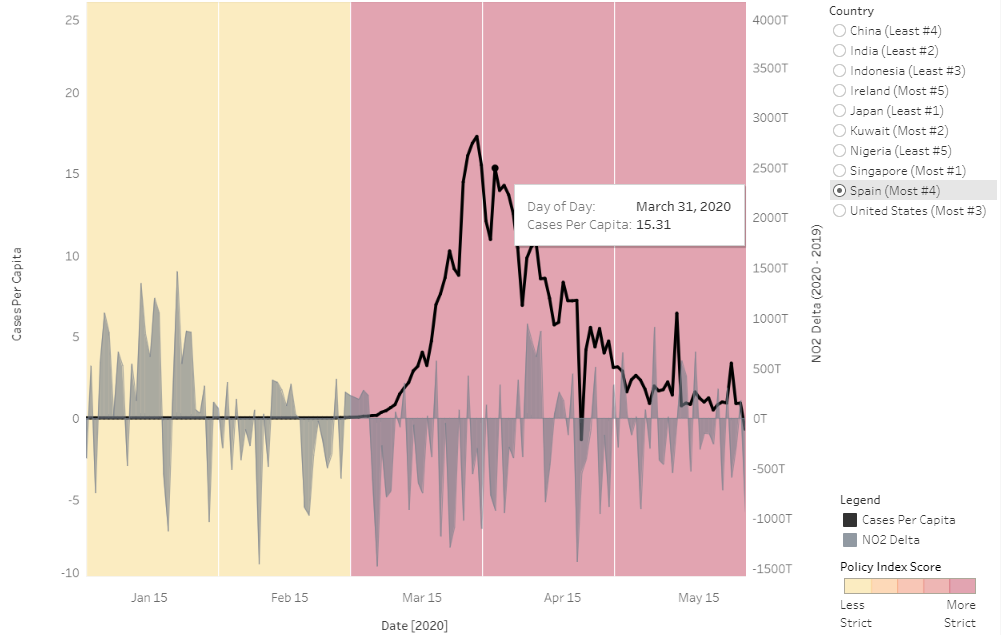 25
20
15
10
5
0
-5
-10
Cases Per Capita
Jan 15
Feb 15
Mar 15
Apr 15
May 15
Date [2020]
4000T
3500T
3000T
2500T
2000T
1500T
1000T
500T
0T
-500T
-1000T
-1500T
NO2 Delta (2020 - 2019)
Day of Day: March 31, 2020
Cases Per Capita: 15.31
Country
China (Least #4)
India (Least #2)
Indonesia (Least #3)
Ireland (Most #5)
Japan (Least #1)
Kuwait (Most #2)
Nigeria (Least #5)
Singapore (Most #1)
Spain (Most #4)
United States (Most #3)
Legend
Cases Per Capita
NO2 Delta
Policy Index Score
Less More
Strict Strict